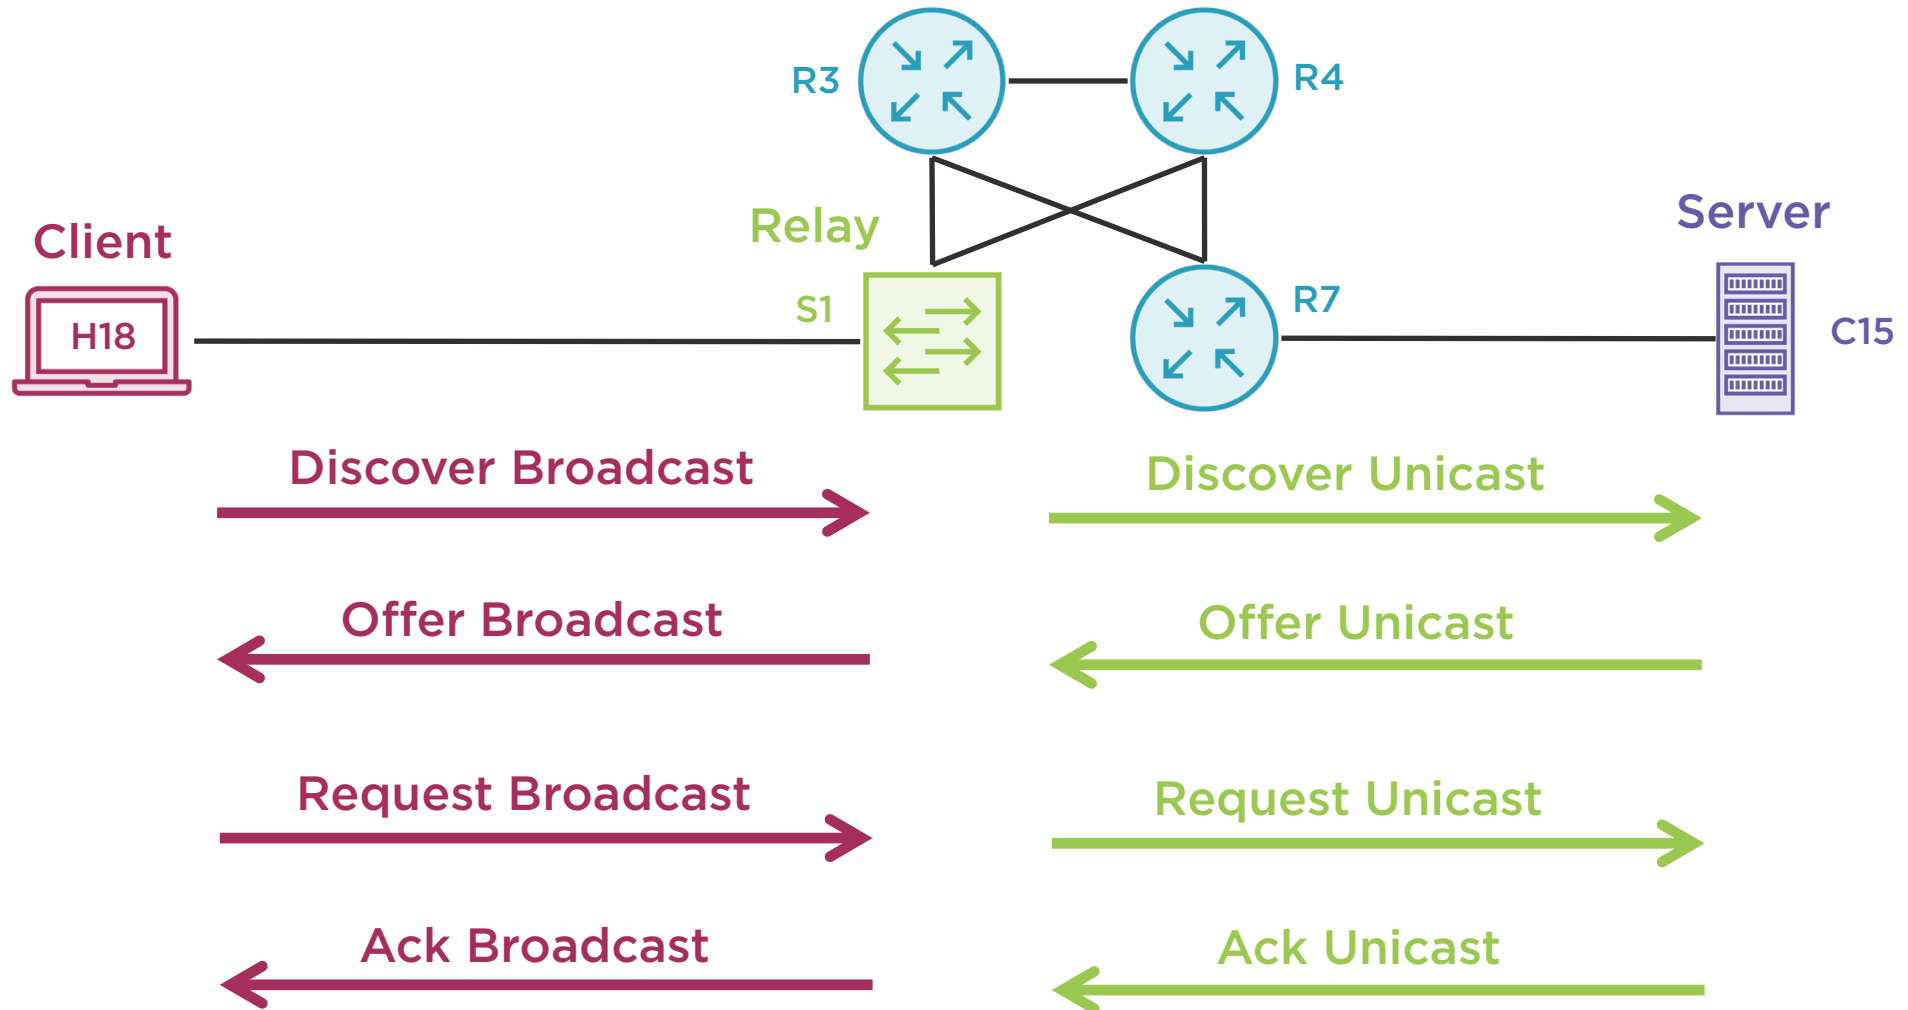 R3
R4
Relay
Server
Client
S1
R7
H18
C15
Discover Broadcast
Discover Unicast
Offer Broadcast
Offer Unicast
Request Broadcast
Request Unicast
Ack Broadcast
Ack Unicast